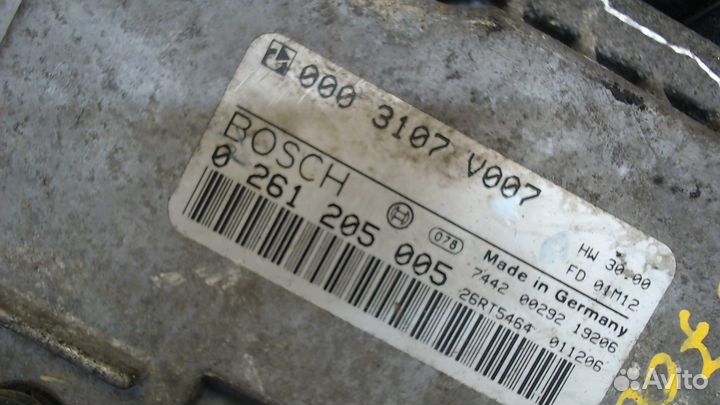 000 3107 V007
BOSCH
0 261 205 005
078
HW 30.00
FD 01M12
Made in Germany
7442 00292 19206
26RT5464 011206
Avito